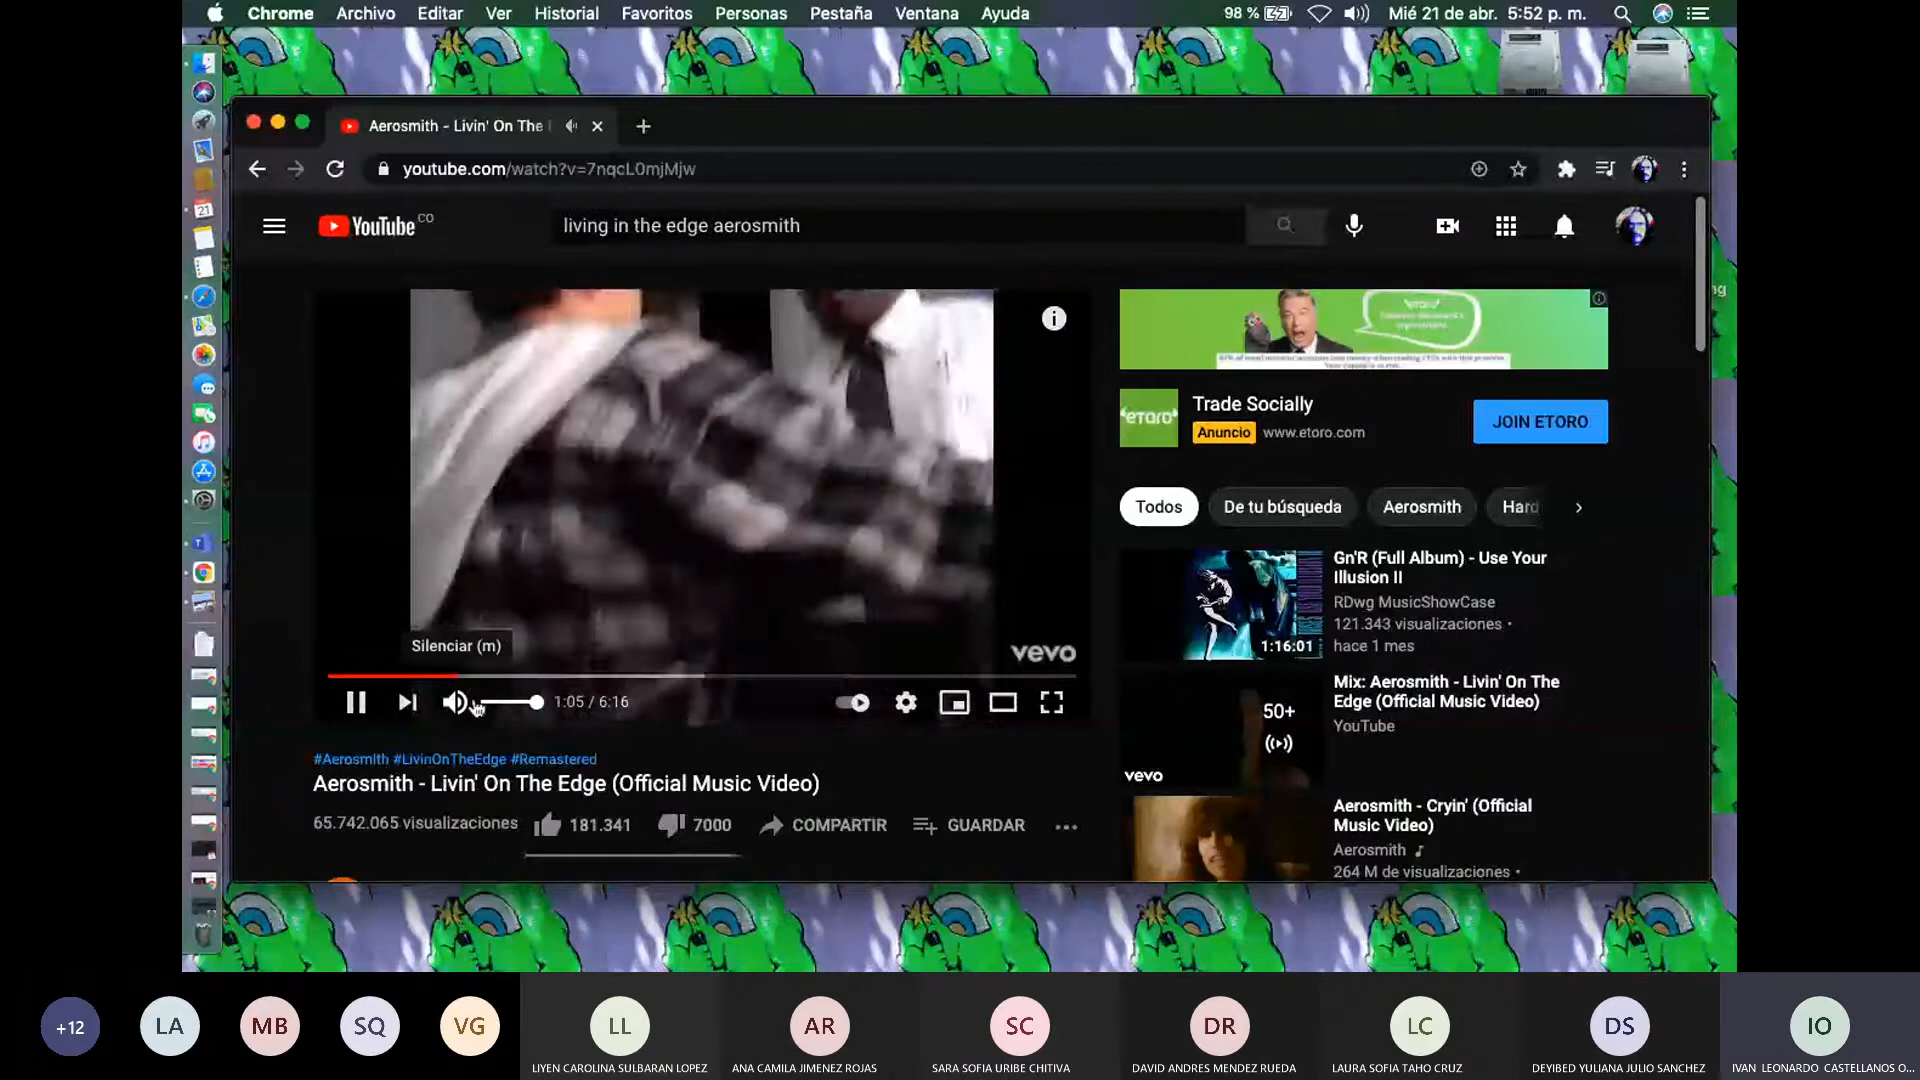 Chrome Archivo Editar Ver Historial Favoritos Personas Pestaña Ventana Ayuda 98 % Mié 21 de abr. 5:52 p. m.
Aerosmith - Livin' On The
youtube.com/watch?v=7nqcL0mjMjw
YouTube CO
living in the edge aerosmith
21
eToro
Trade Socially
Anuncio www.etoro.com
JOIN ETORO
Todos De tu búsqueda Aerosmith Hard
Gn'R (Full Album) - Use Your
Illusion II
RDwg MusicShowCase
121.343 visualizaciones •
hace 1 mes
1:16:01
Mix: Aerosmith - Livin' On The
Edge (Official Music Video)
YouTube
50+
vevo
Aerosmith - Cryin' (Official
Music Video)
Aerosmith
264 M de visualizaciones •
Silenciar (m)
vevo
1:05 / 6:16
#Aerosmith #LivinOnTheEdge #Remastered
Aerosmith - Livin' On The Edge (Official Music Video)
65.742.065 visualizaciones 181.341 7000 COMPARTIR GUARDAR
+12 LA MB SQ VG LL AR SC DR LC DS IO
LIYEN CAROLINA SULBARAN LOPEZ ANA CAMILA JIMENEZ ROJAS SARA SOFIA URIBE CHITIVA DAVID ANDRES MENDEZ RUEDA LAURA SOFIA TAHO CRUZ DEYIBED YULIANA JULIO SANCHEZ IVAN LEONARDO CASTELLANOS O...